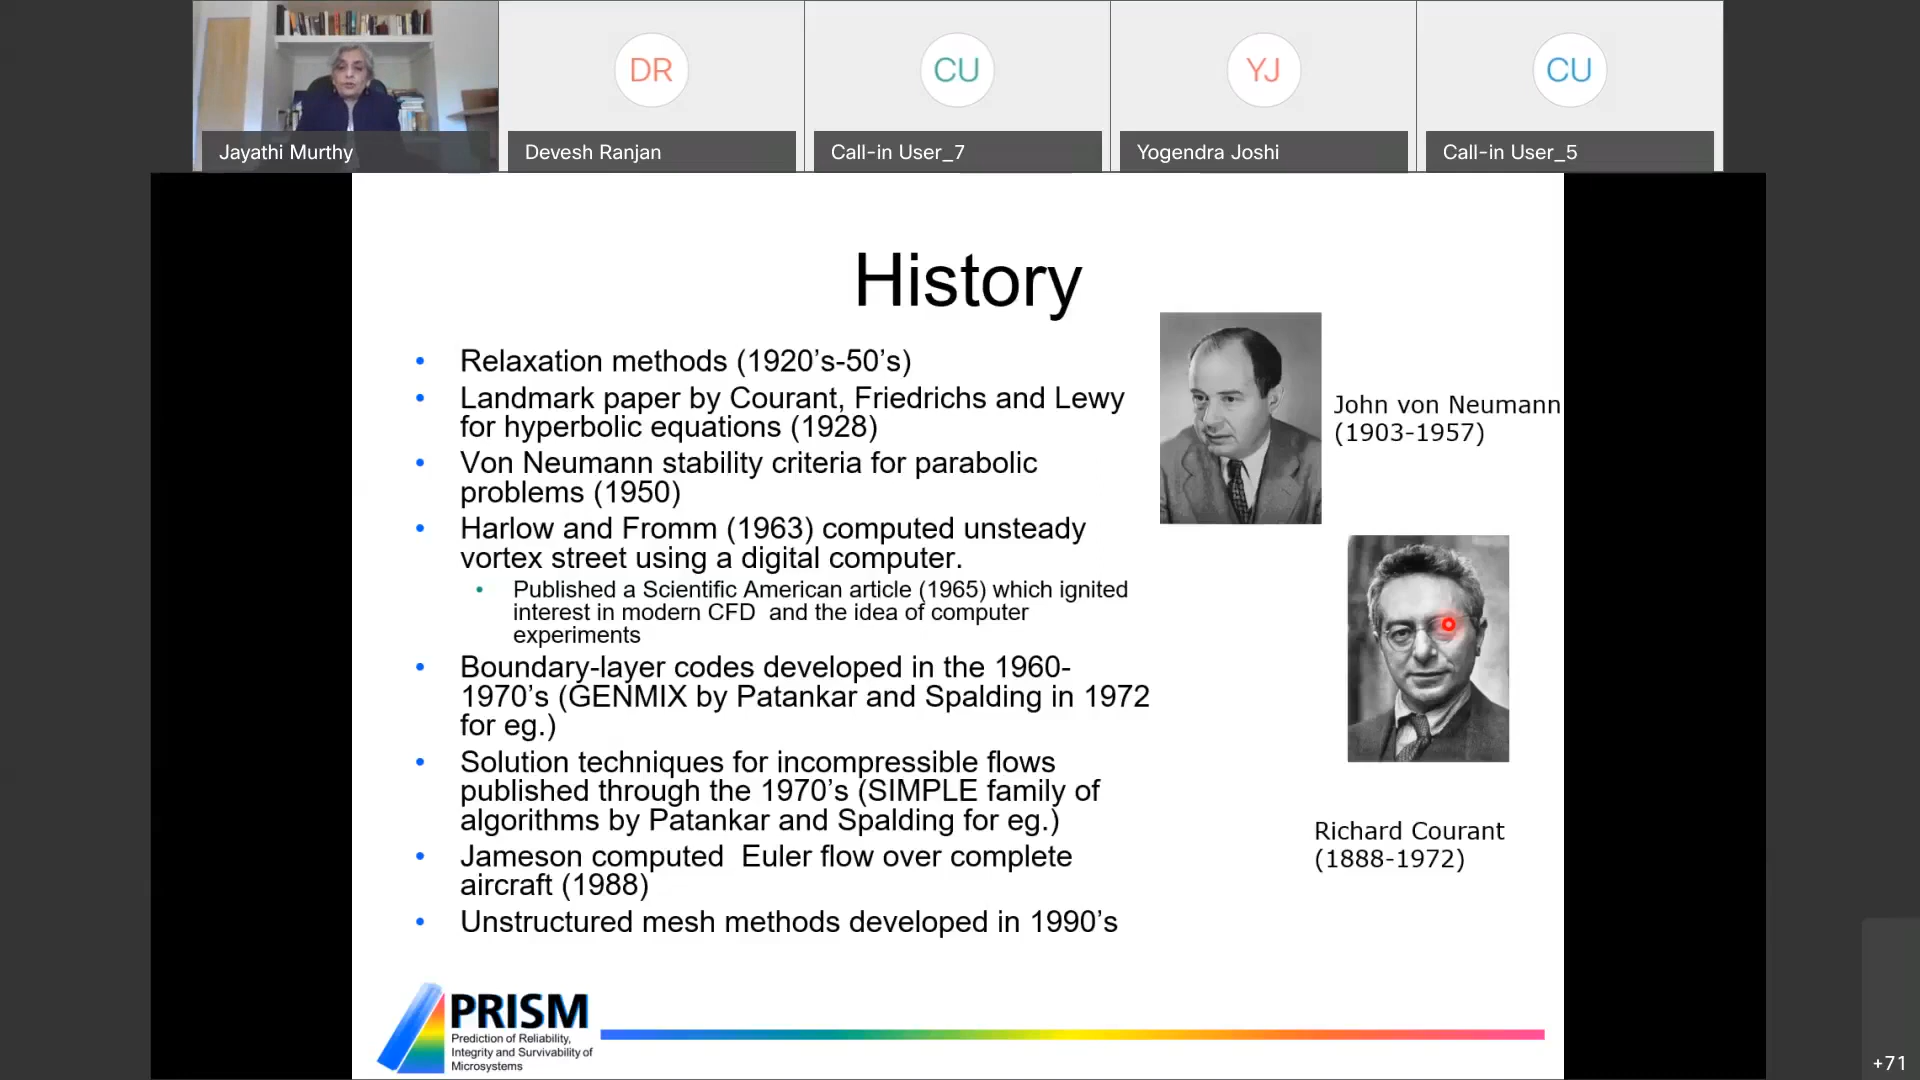 DR
CU
YJ
CU
Jayathi Murthy
Devesh Ranjan
Call-in User_7
Yogendra Joshi
Call-in User_5
History
• Relaxation methods (1920’s-50’s)
• Landmark paper by Courant, Friedrichs and Lewy
for hyperbolic equations (1928)
• Von Neumann stability criteria for parabolic
problems (1950)
• Harlow and Fromm (1963) computed unsteady
vortex street using a digital computer.
• Published a Scientific American article (1965) which ignited
interest in modern CFD and the idea of computer
experiments
• Boundary-layer codes developed in the 1960-
1970’s (GENMIX by Patankar and Spalding in 1972
for eg.)
• Solution techniques for incompressible flows
published through the 1970’s (SIMPLE family of
algorithms by Patankar and Spalding for eg.)
• Jameson computed Euler flow over complete
aircraft (1988)
• Unstructured mesh methods developed in 1990’s
John von Neumann
(1903-1957)
Richard Courant
(1888-1972)
PRISM
Prediction of Reliability,
Integrity and Survivability of
Microsystems
+71